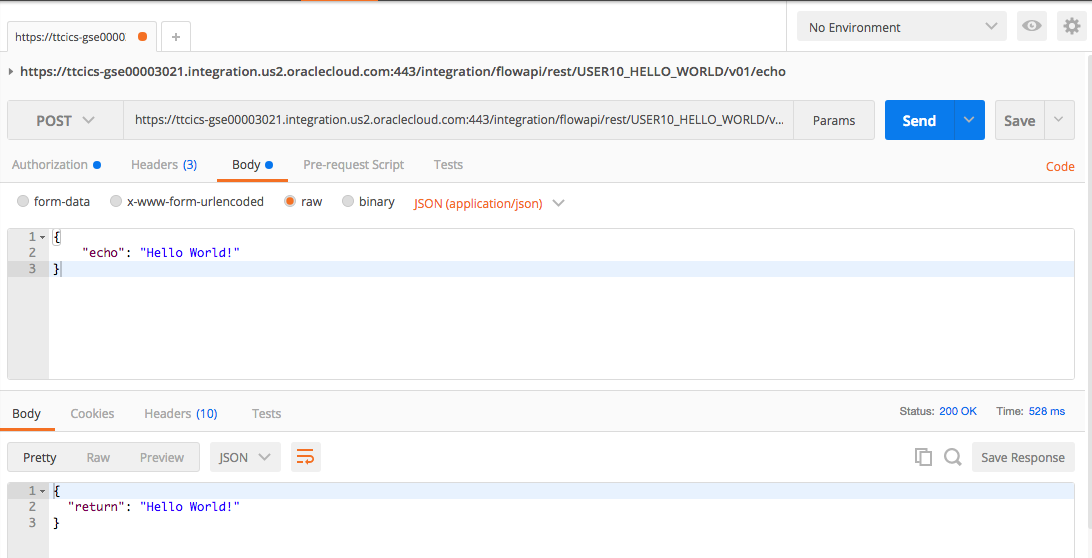 https://ttcics-gse0000
+
No Environment
https://ttcics-gse00003021.integration.us2.oraclecloud.com:443/integration/flowapi/rest/USER10_HELLO_WORLD/v01/echo
POST https://ttcics-gse00003021.integration.us2.oraclecloud.com:443/integration/flowapi/rest/USER10_HELLO_WORLD/v... Params Send Save
Authorization Headers (3) Body Pre-request Script Tests Code
form-data x-www-form-urlencoded raw binary JSON (application/json)
1 {
2 "echo": "Hello World!"
3 }
Body Cookies Headers (10) Tests Status: 200 OK Time: 528 ms
Pretty Raw Preview JSON Save Response
1 {
2 "return": "Hello World!"
3 }